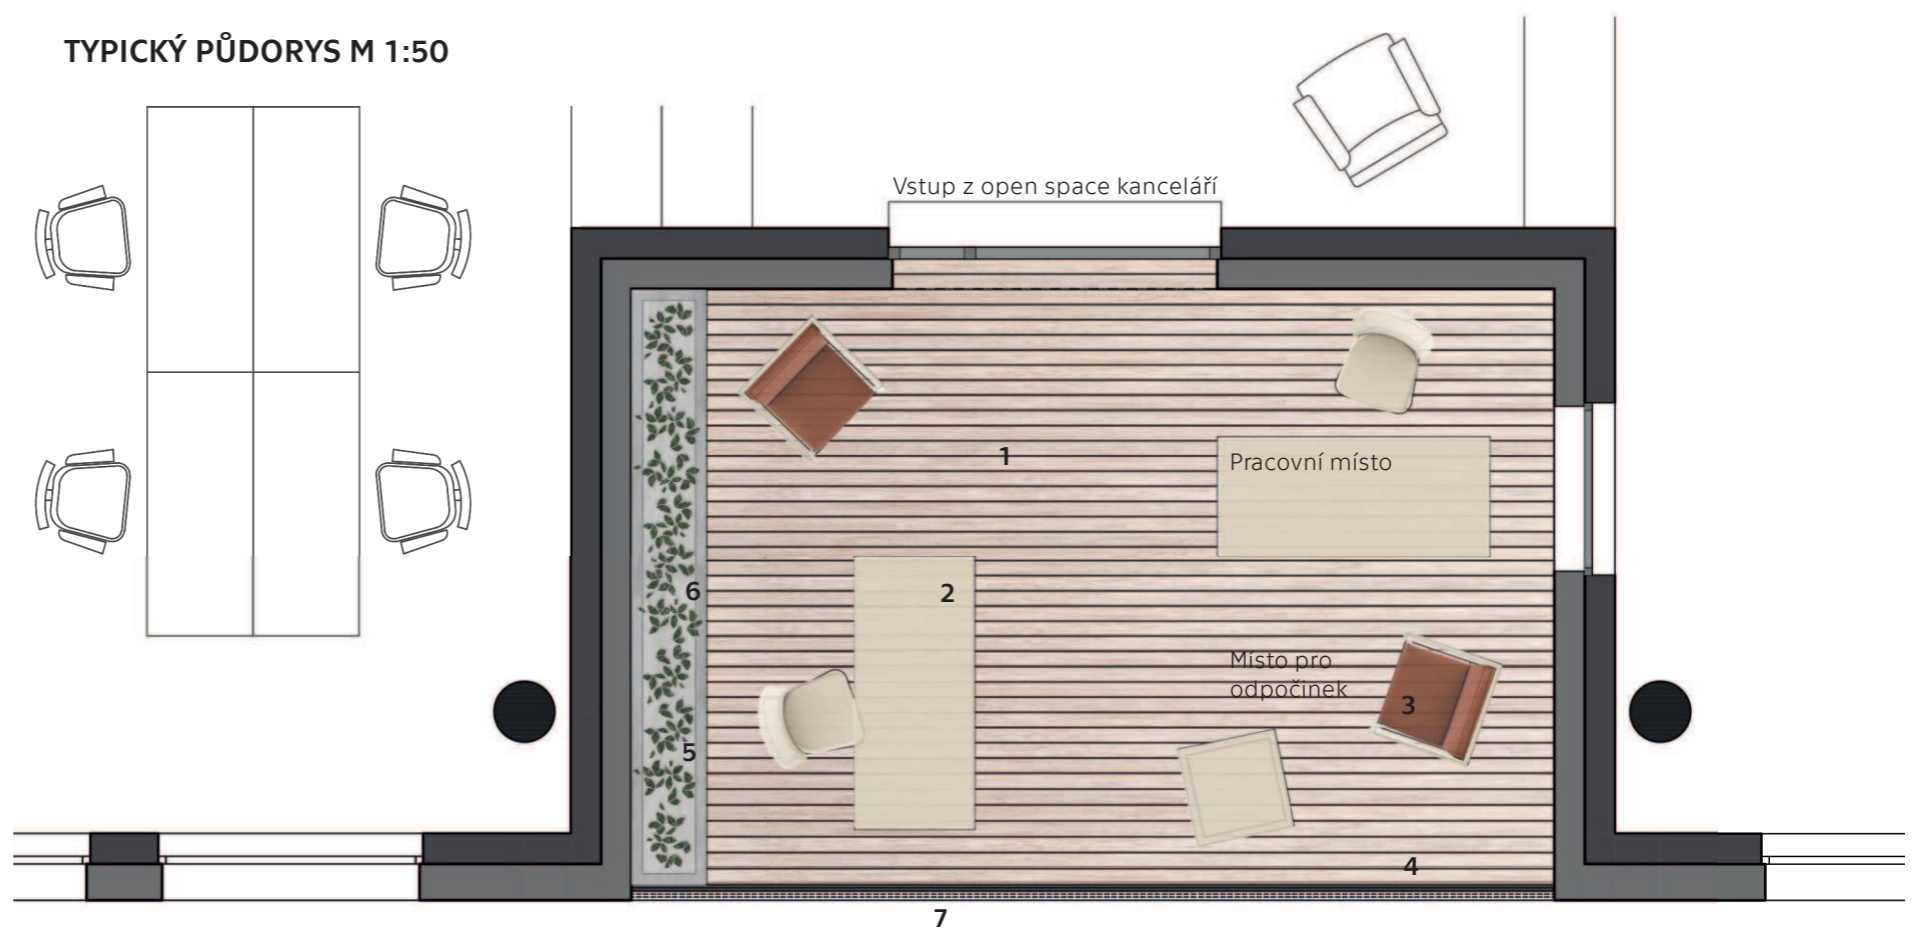 TYPICKÝ PŮDORYS M 1:50
Vstup z open space kanceláří
1
Pracovní místo
6
2
Místo pro
odpočinek
3
5
4
7